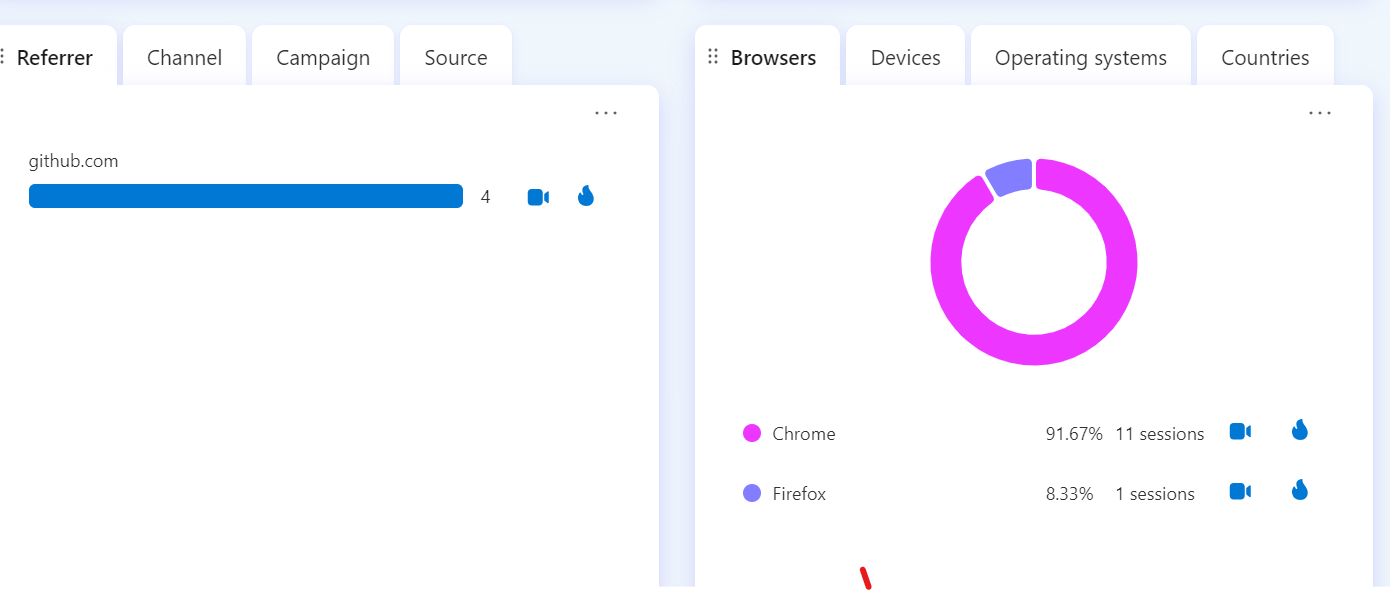 Referrer Channel Campaign Source
github.com
4
Browsers Devices Operating systems Countries
Chrome 91.67% 11 sessions
Firefox 8.33% 1 sessions